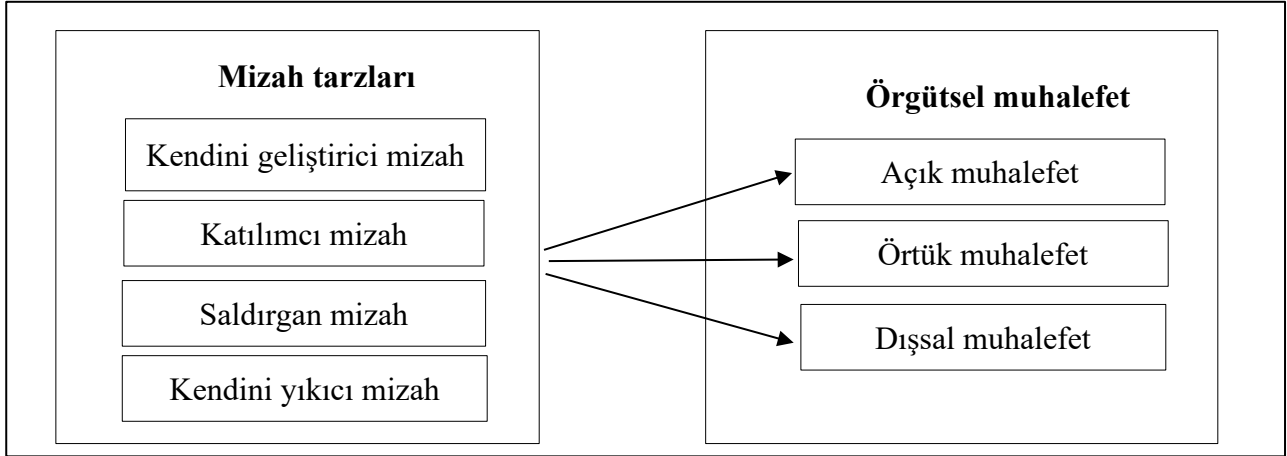 Mizah tarzları
Kendini geliştirici mizah
Katılımcı mizah
Saldırgan mizah
Kendini yıkıcı mizah
Örgütsel muhalefet
Açık muhalefet
Örtük muhalefet
Dışsal muhalefet